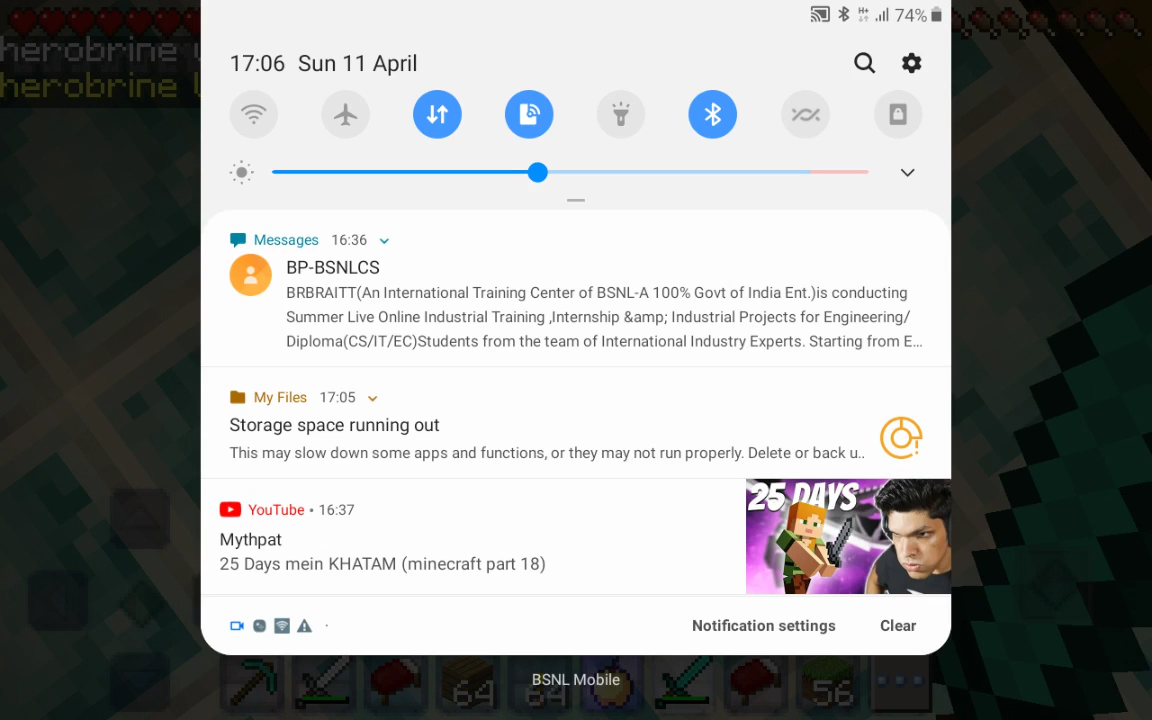 H+ 74%
17:06 Sun 11 April
herobrine
herobrine
Messages 16:36
BP-BSNLCS
BRBRAITT(An International Training Center of BSNL-A 100% Govt of India Ent.)is conducting
Summer Live Online Industrial Training ,Internship &amp; Industrial Projects for Engineering/
Diploma(CS/IT/EC)Students from the team of International Industry Experts. Starting from E…
My Files 17:05
Storage space running out
This may slow down some apps and functions, or they may not run properly. Delete or back u..
YouTube • 16:37
Mythpat
25 Days mein KHATAM (minecraft part 18)
25 DAYS
Notification settings Clear
BSNL Mobile
64 64 56